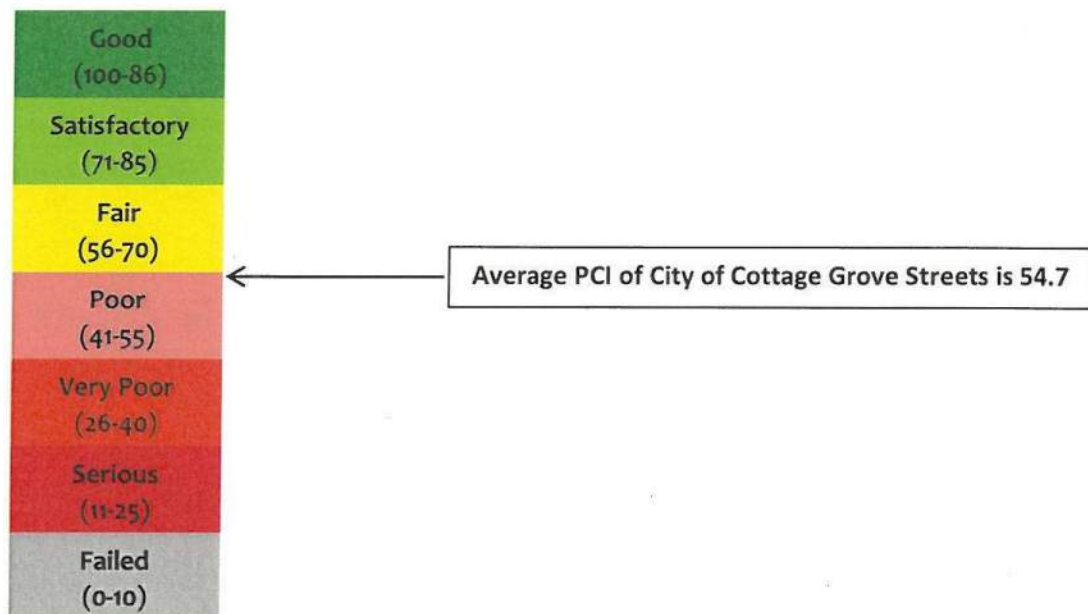 Good
(100-86)
Satisfactory
(71-85)
Fair
(56-70)
Average PCI of City of Cottage Grove Streets is 54.7
Poor
(41-55)
Very Poor
(26-40)
Serious
(11-25)
Failed
(0-10)